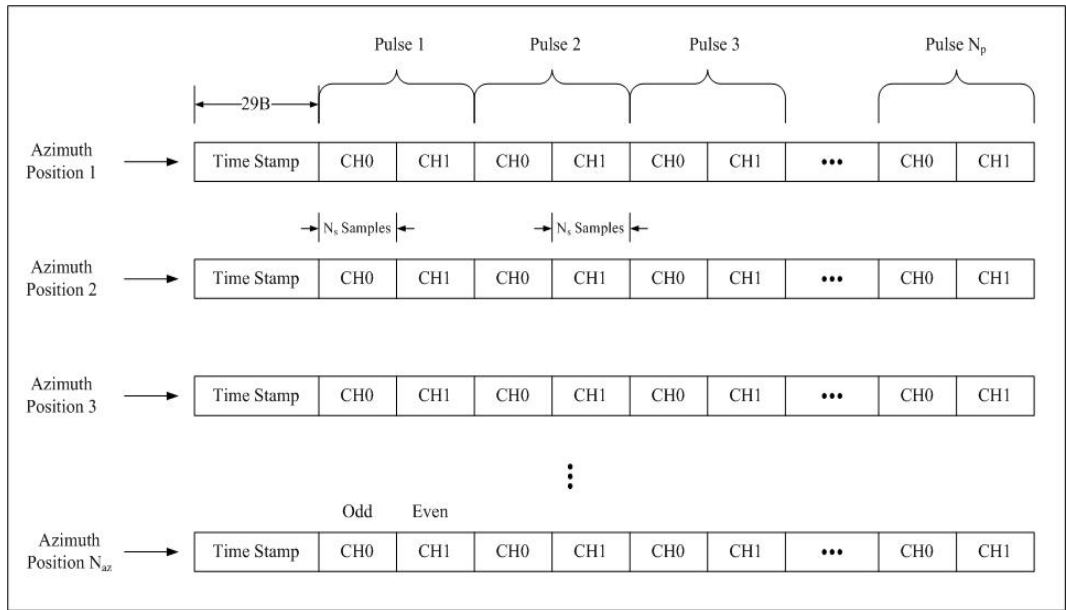 Pulse 1 Pulse 2 Pulse 3 Pulse Np
29B
Azimuth
Position 1
Time Stamp CH0 CH1 CH0 CH1 CH0 CH1 ••• CH0 CH1
Ns Samples Ns Samples
Azimuth
Position 2
Time Stamp CH0 CH1 CH0 CH1 CH0 CH1 ••• CH0 CH1
Azimuth
Position 3
Time Stamp CH0 CH1 CH0 CH1 CH0 CH1 ••• CH0 CH1
Odd Even
Azimuth
Position Naz
Time Stamp CH0 CH1 CH0 CH1 CH0 CH1 ••• CH0 CH1